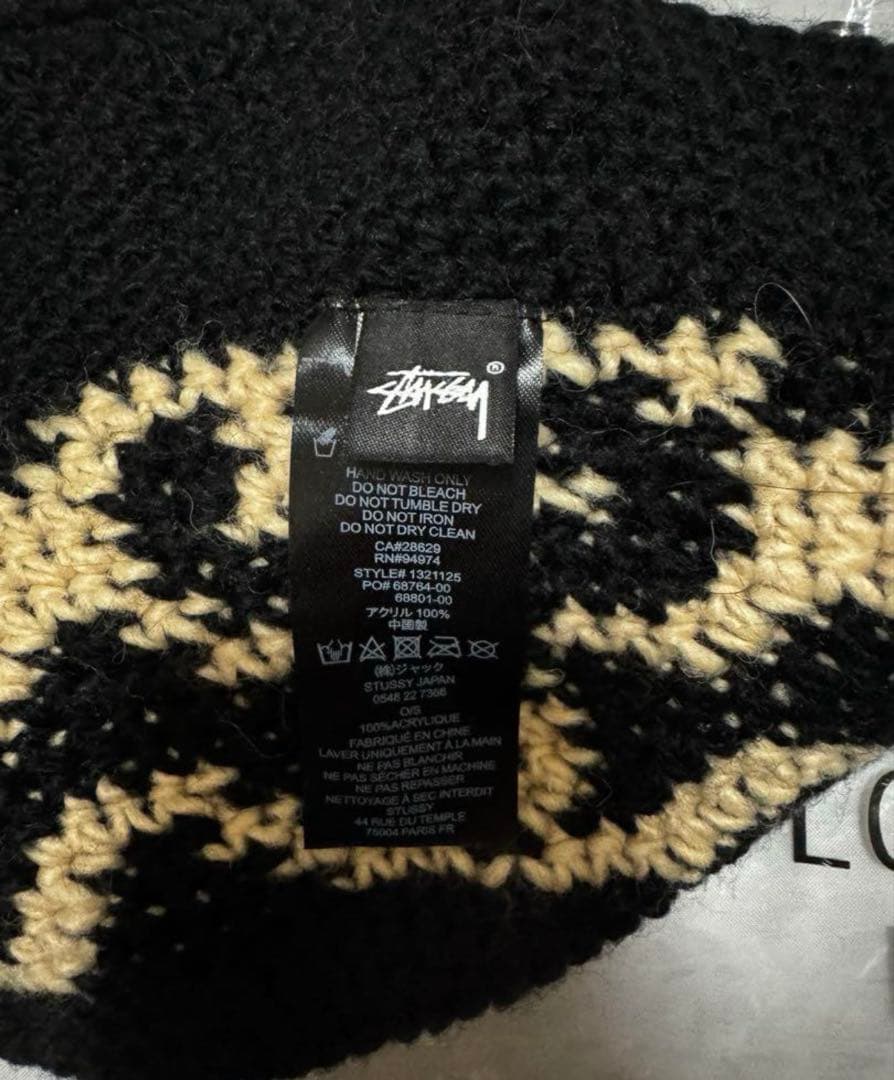 STÜSSY®
HAND WASH ONLY
DO NOT BLEACH
DO NOT TUMBLE DRY
DO NOT IRON
DO NOT DRY CLEAN
CA#28629
RN#94974
STYLE# 1321125
PO# 68764-00
68801-00
アクリル 100%
中國製
(株)ジャック
STUSSY JAPAN
0548 22 7366
O/S
100%ACRYLIQUE
FABRIQUÉ EN CHINE
LAVER UNIQUEMENT À LA MAIN
NE PAS BLANCHIR
NE PAS SÉCHER EN MACHINE
NE PAS REPASSER
NETTOYAGE À SEC INTERDIT
STUSSY
44 RUE DU TEMPLE
75004 PARIS FR